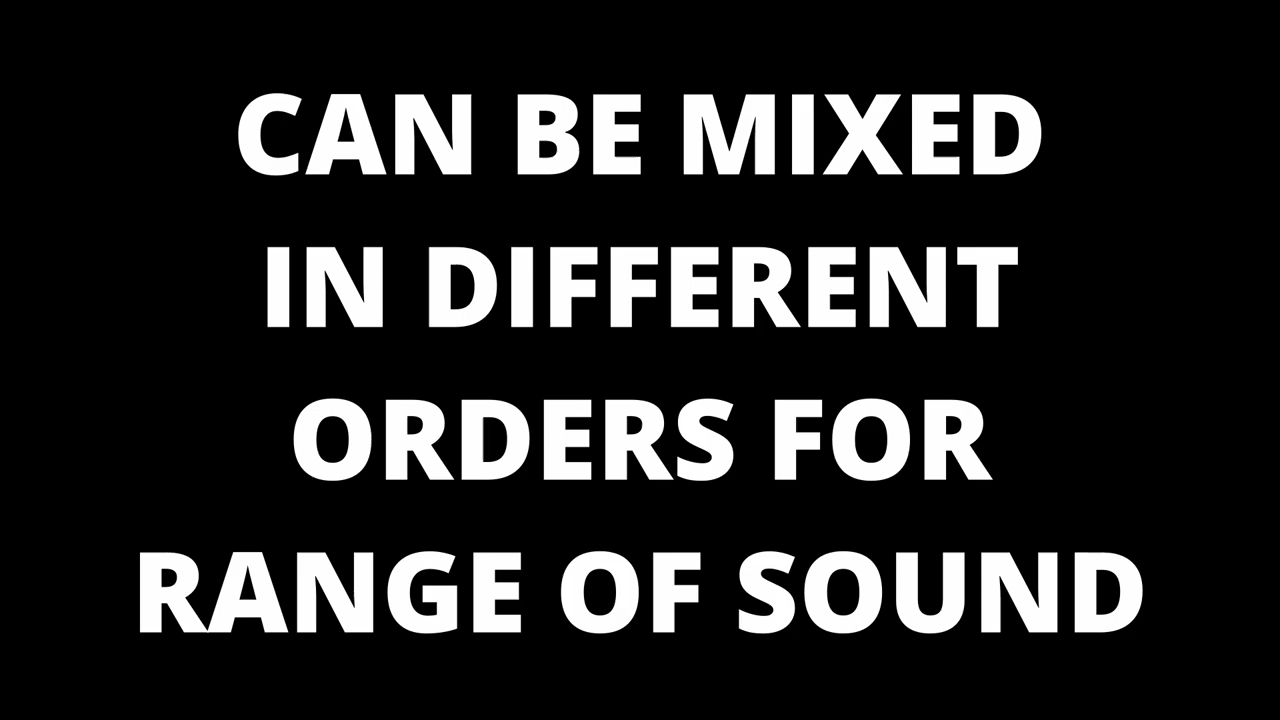 CAN BE MIXED
IN DIFFERENT
ORDERS FOR
RANGE OF SOUND